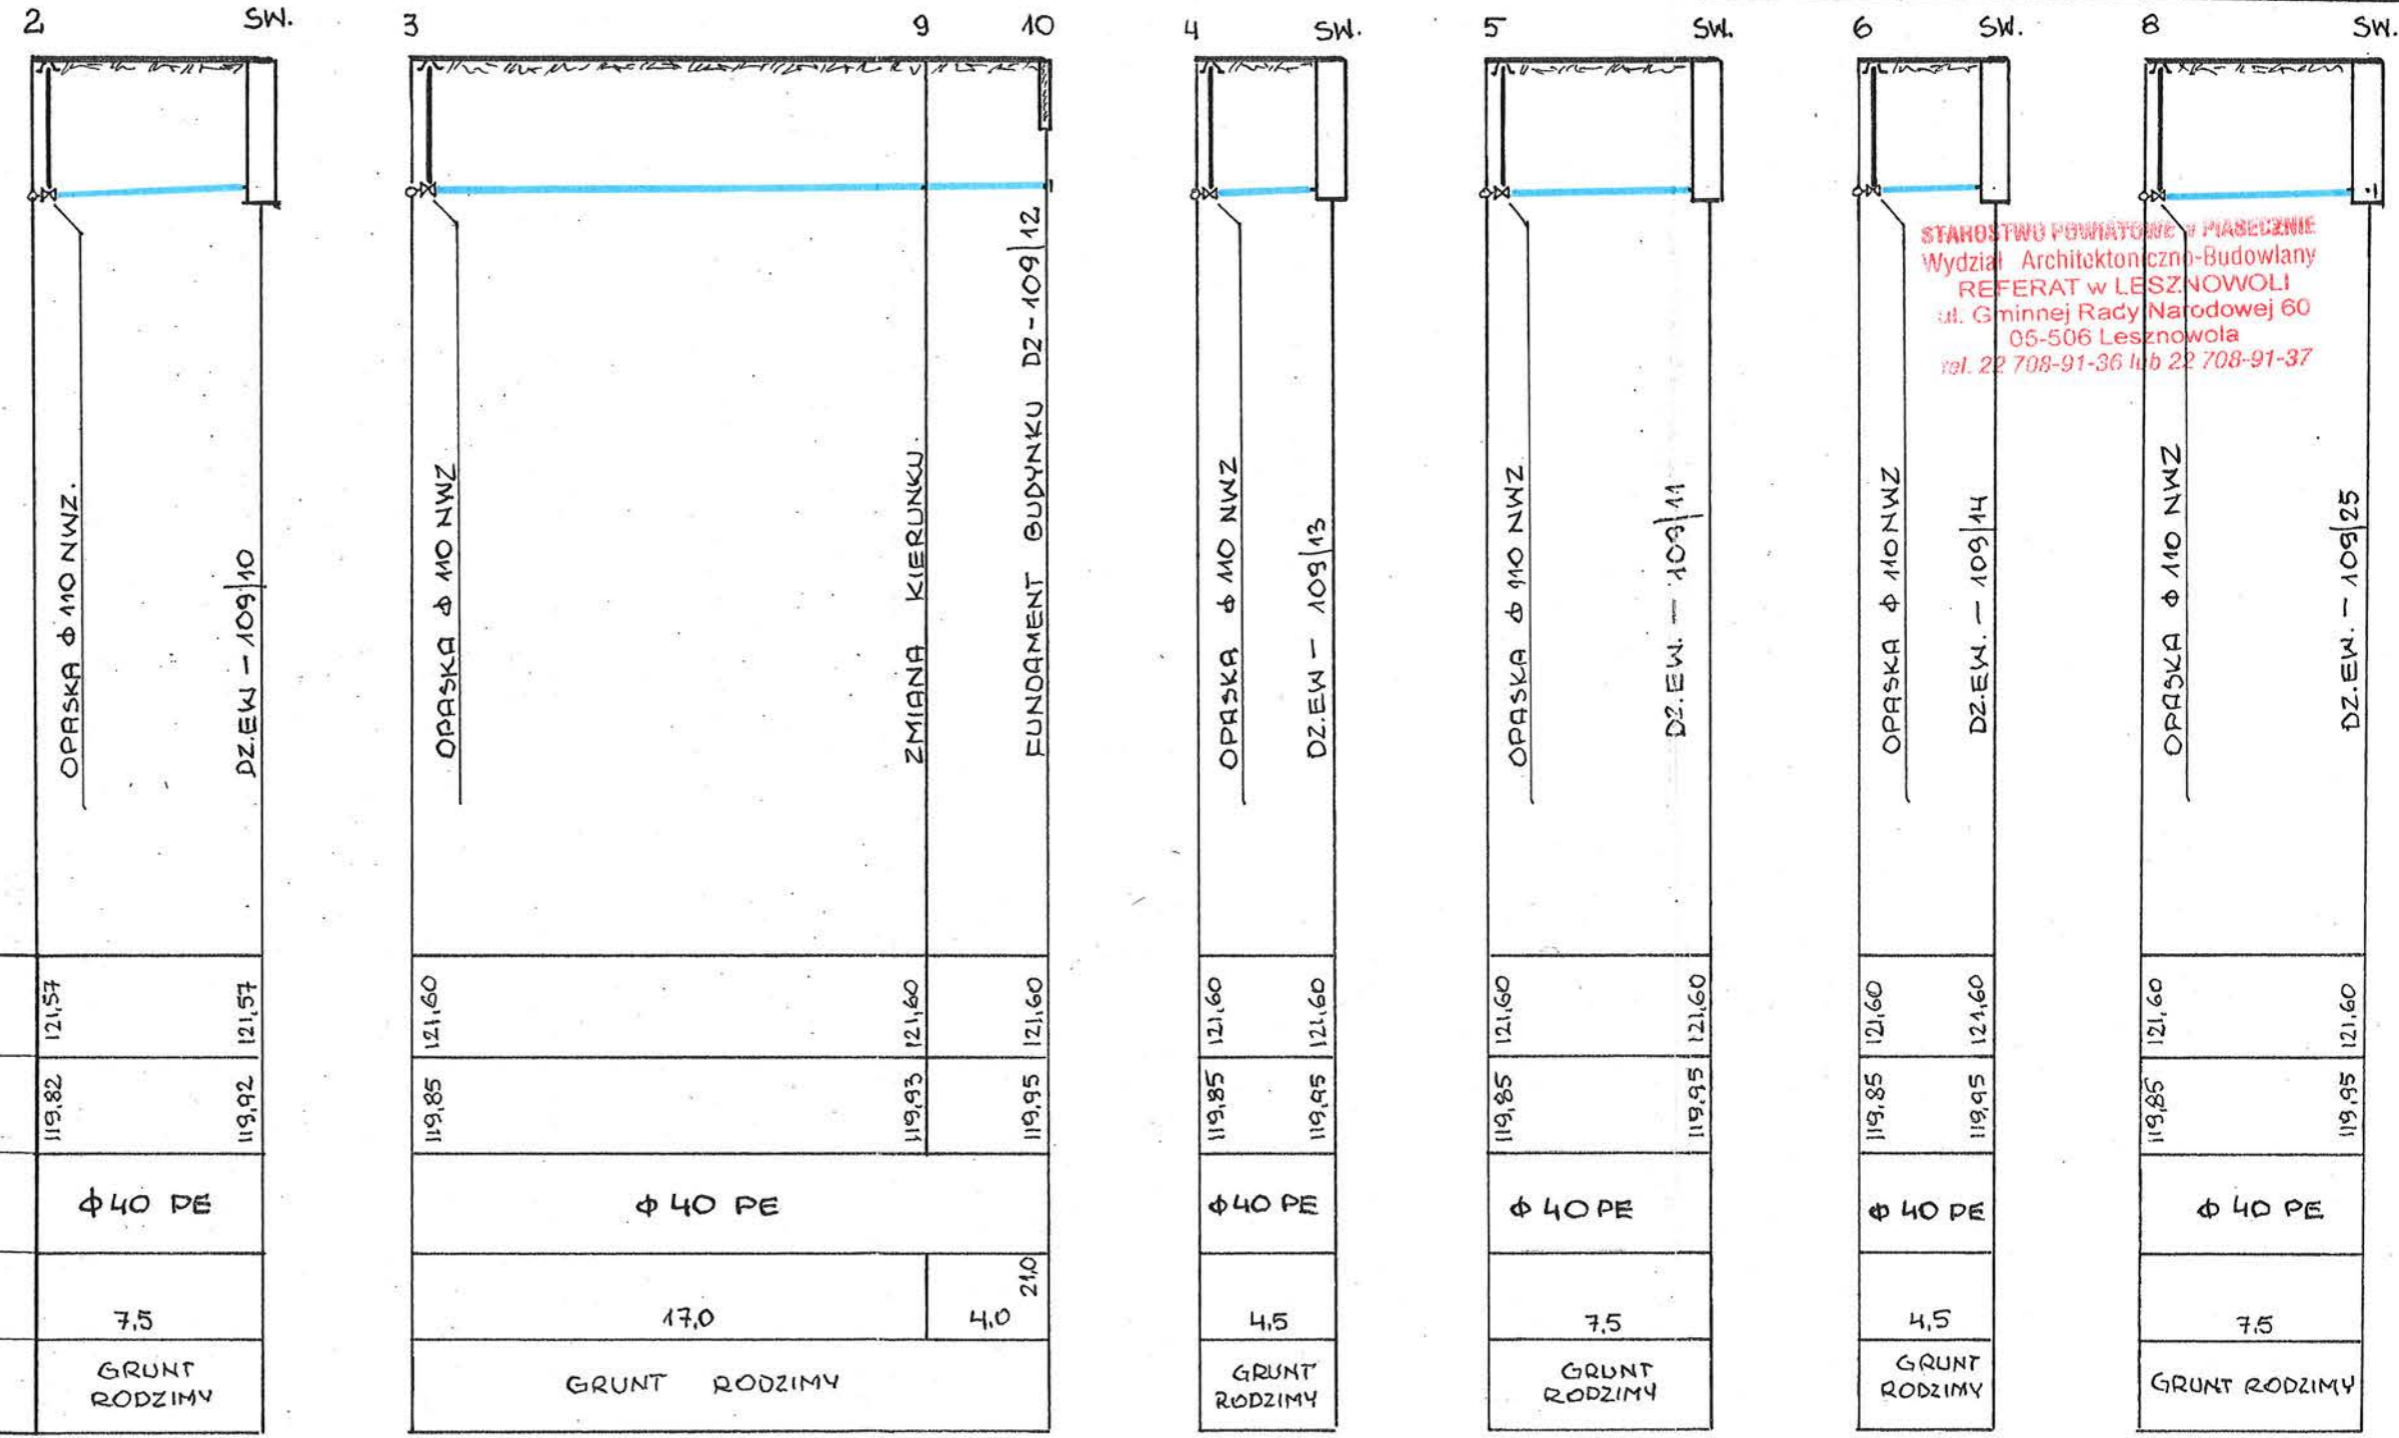 2
SW.
OPASKA Φ 110 NWZ.
DZ.EW – 109/10
121,57
121,57
119,82
119,92
Φ 40 PE
7,5
GRUNT
RODZIMY
3
9
10
OPASKA Φ 110 NWZ
ZMIANA KIERUNKU.
FUNDAMENT BUDYNKU DZ - 109/12
121,60
121,60
121,60
119,85
119,93
119,95
Φ 40 PE
17,0
4,0
21,0
GRUNT RODZIMY
4
SW.
OPASKA Φ 110 NWZ
DZ.EW – 109/13
121,60
121,60
119,85
119,95
Φ 40 PE
4,5
GRUNT
RODZIMY
5
SW.
OPASKA Φ 110 NWZ
DZ.EW. – 109/11
121,60
121,60
119,85
119,95
Φ 40 PE
7,5
GRUNT
RODZIMY
6
SW.
OPASKA Φ 110 NWZ
DZ.EW. – 109/14
121,60
121,60
119,85
119,95
Φ 40 PE
4,5
GRUNT
RODZIMY
8
SW.
STAROSTWO POWIATOWE w PIASECZNIE
Wydział Architektoniczno-Budowlany
REFERAT w LESZNOWOLI
ul. Gminnej Rady Narodowej 60
05-506 Lesznowola
tel. 22 708-91-36 lub 22 708-91-37
OPASKA Φ 110 NWZ
DZ.EW. – 109/25
121,60
121,60
119,85
119,95
Φ 40 PE
7,5
GRUNT RODZIMY